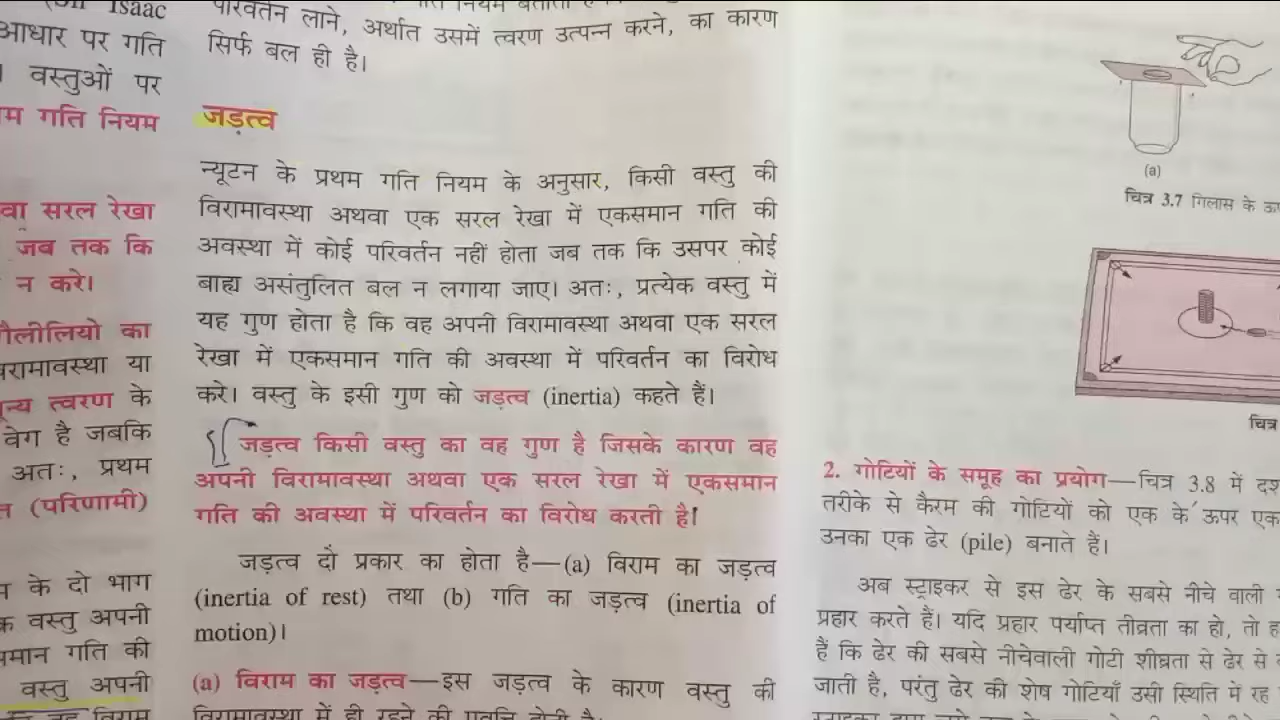 Isaac
आधार पर गति
। वस्तुओं पर
गति नियम
सरल रेखा
जब तक कि
न करे।
का
या
त्वरण के
वेग है जबकि
अतः, प्रथम
(परिणामी)
के दो भाग
वस्तु अपनी
गति की
वस्तु अपनी
परिवर्तन लाने, अर्थात उसमें त्वरण उत्पन्न करने, का कारण
सिर्फ बल ही है।
जड़त्व
न्यूटन के प्रथम गति नियम के अनुसार, किसी वस्तु की
विरामावस्था अथवा एक सरल रेखा में एकसमान गति की
अवस्था में कोई परिवर्तन नहीं होता जब तक कि उसपर कोई
बाह्य असंतुलित बल न लगाया जाए। अतः, प्रत्येक वस्तु में
यह गुण होता है कि वह अपनी विरामावस्था अथवा एक सरल
रेखा में एकसमान गति की अवस्था में परिवर्तन का विरोध
करे। वस्तु के इसी गुण को जड़त्व (inertia) कहते हैं।
जड़त्व किसी वस्तु का वह गुण है जिसके कारण वह
अपनी विरामावस्था अथवा एक सरल रेखा में एकसमान
गति की अवस्था में परिवर्तन का विरोध करती है।
जड़त्व दो प्रकार का होता है—(a) विराम का जड़त्व
(inertia of rest) तथा (b) गति का जड़त्व (inertia of
motion)।
(a) विराम का जड़त्व—इस जड़त्व के कारण वस्तु की
विरामावस्था में ही रहने की प्रवृत्ति होती है
(a)
चित्र 3.7 गिलास के
चित्र
2. गोटियों के समूह का प्रयोग—चित्र 3.8 में
तरीके से कैरम की गोटियों को एक के ऊपर एक
उनका एक ढेर (pile) बनाते हैं।
अब स्ट्राइकर से इस ढेर के सबसे नीचे वाली
प्रहार करते हैं। यदि प्रहार पर्याप्त तीव्रता का हो, तो
हैं कि ढेर की सबसे नीचेवाली गोटी शीघ्रता से ढेर से
जाती है, परंतु ढेर की शेष गोटियाँ उसी स्थिति में रह